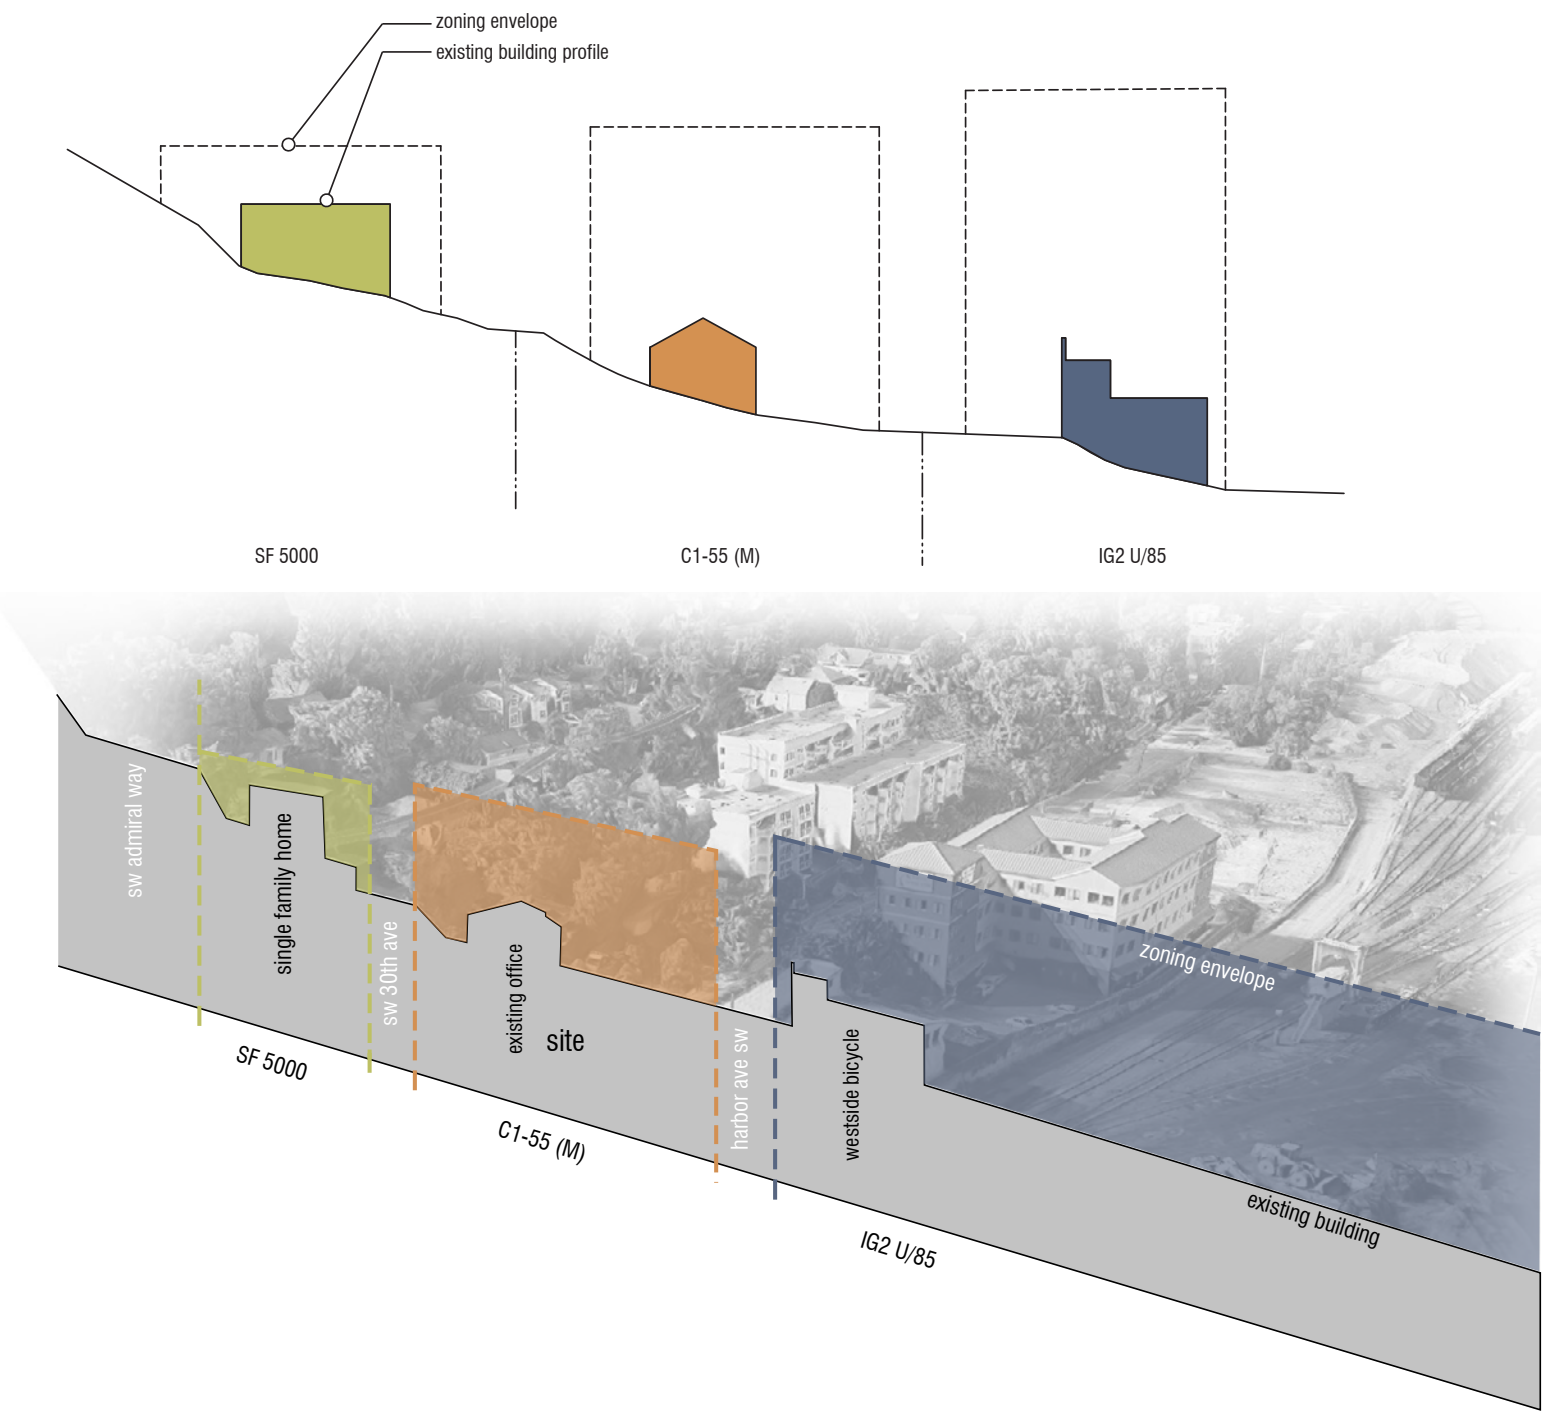 zoning envelope
existing building profile
SF 5000
C1-55 (M)
IG2 U/85
sw admiral way
single family home
sw 30th ave
existing office
site
harbor ave sw
westside bicycle
zoning envelope
existing building
SF 5000
C1-55 (M)
IG2 U/85